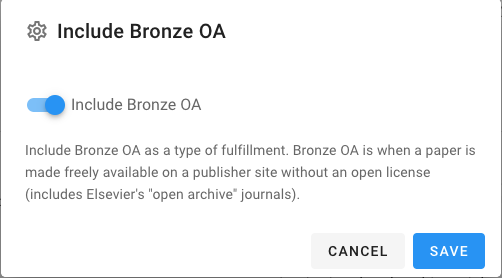 Include Bronze OA
Include Bronze OA
Include Bronze OA as a type of fulfillment. Bronze OA is when a paper is
made freely available on a publisher site without an open license
(includes Elsevier's "open archive" journals).
CANCEL SAVE